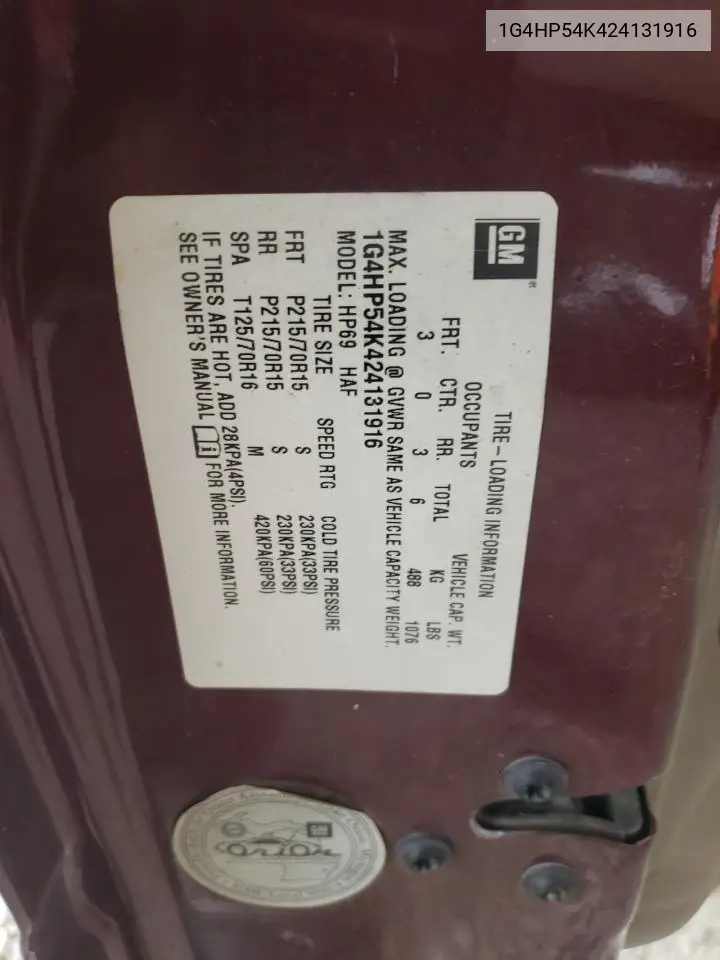 1G4HP54K424131916
GM
TIRE-LOADING INFORMATION
OCCUPANTS VEHICLE CAP. WT.
FRT. CTR. RR. TOTAL KG LBS
3 0 3 6 488 1076
MAX. LOADING @ GVWR SAME AS VEHICLE CAPACITY WEIGHT.
1G4HP54K424131916
MODEL: HP69 HAF
TIRE SIZE SPEED RTG COLD TIRE PRESSURE
FRT P215/70R15 S 230KPA(33PSI)
RR P215/70R15 S 230KPA(33PSI)
SPA T125/70R16 M 420KPA(60PSI)
IF TIRES ARE HOT, ADD 28KPA(4PSI).
SEE OWNER'S MANUAL FOR MORE INFORMATION.